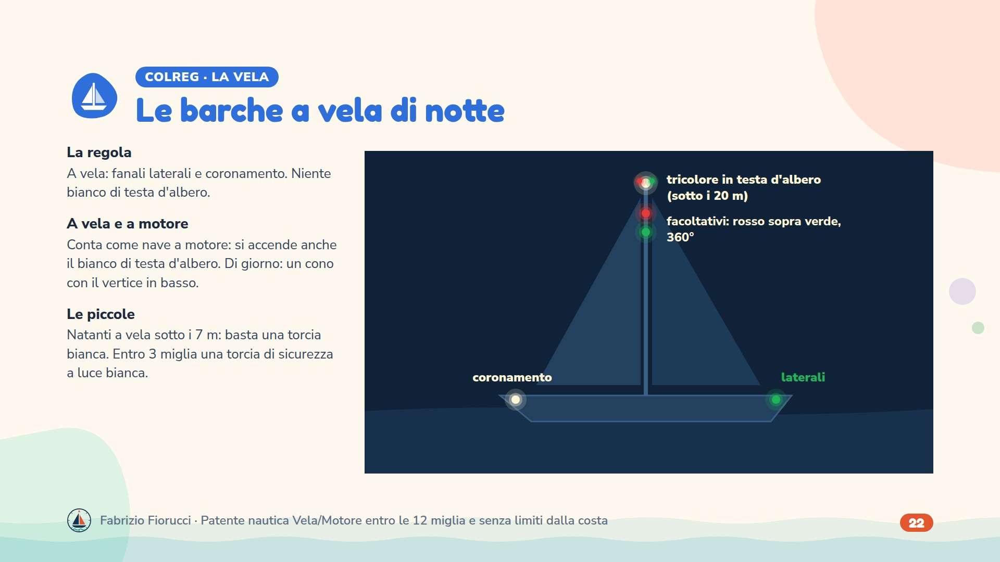 COLREG · LA VELA
Le barche a vela di notte
La regola
A vela: fanali laterali e coronamento. Niente
bianco di testa d'albero.
A vela e a motore
Conta come nave a motore: si accende anche
il bianco di testa d'albero. Di giorno: un cono
con il vertice in basso.
Le piccole
Natanti a vela sotto i 7 m: basta una torcia
bianca. Entro 3 miglia una torcia di sicurezza
a luce bianca.
tricolore in testa d'albero
(sotto i 20 m)
facoltativi: rosso sopra verde,
360°
coronamento
laterali
Fabrizio Fiorucci · Patente nautica Vela/Motore entro le 12 miglia e senza limiti dalla costa
22